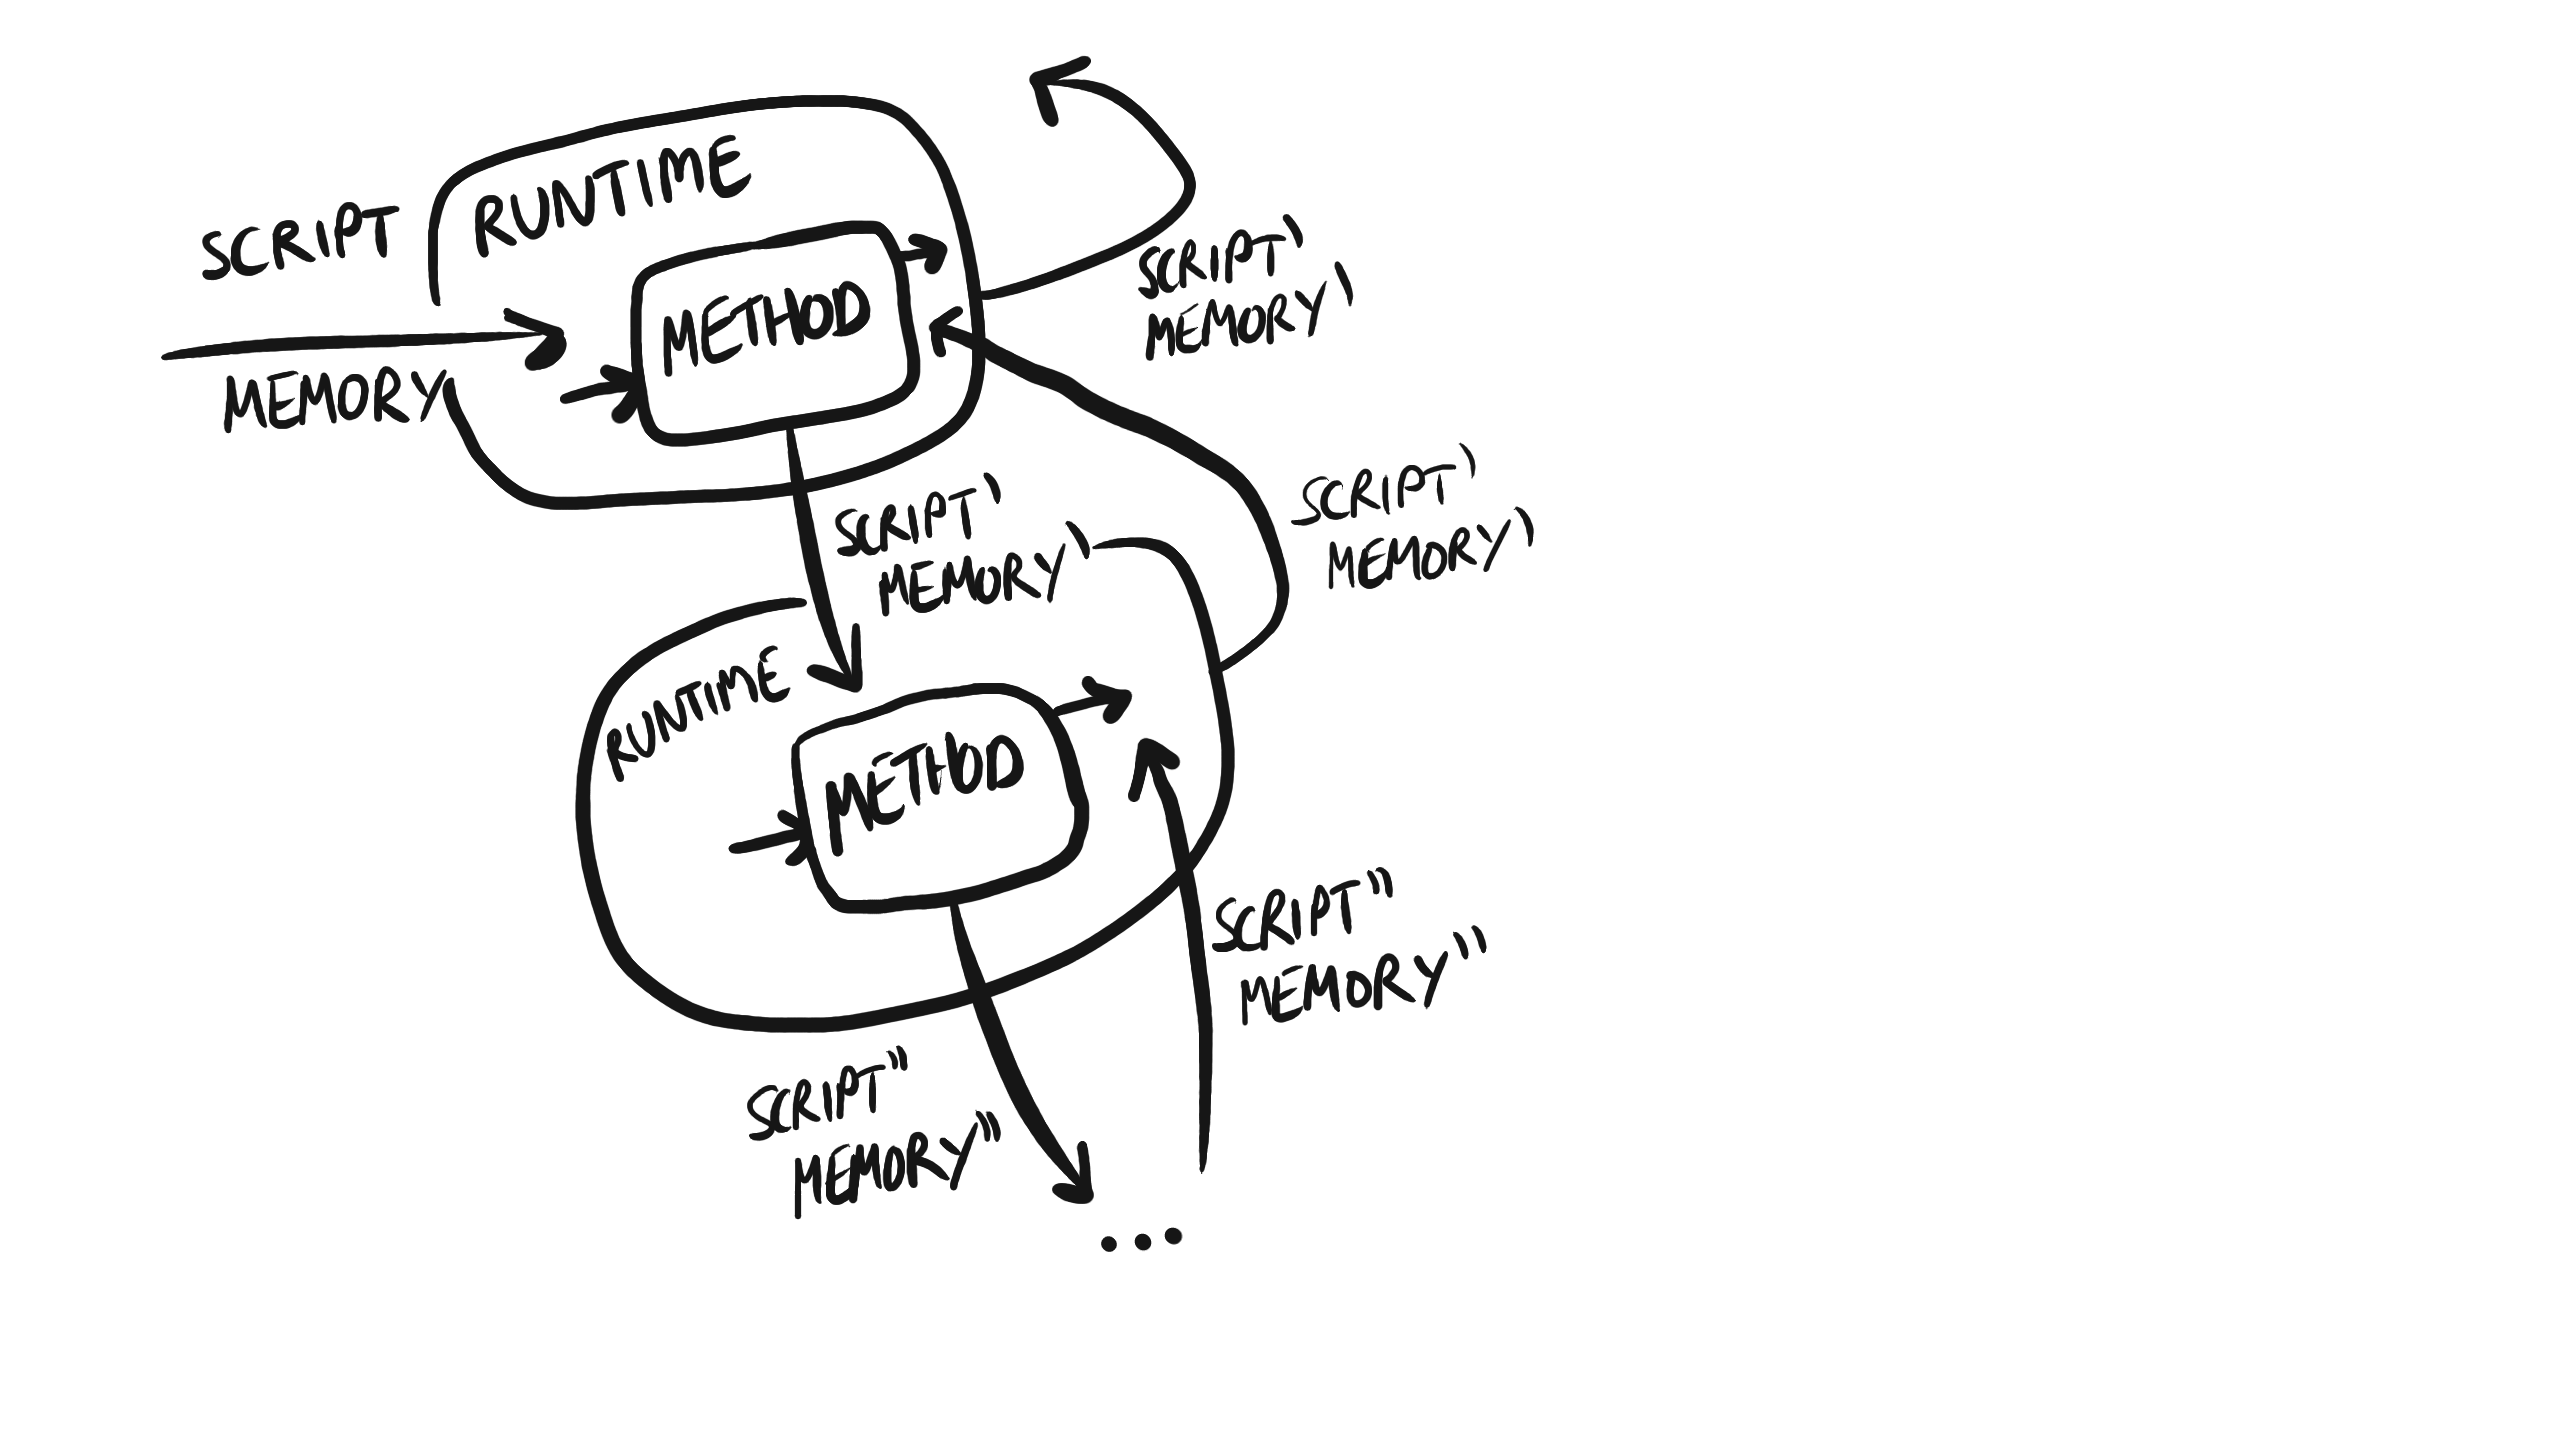 RUNTIME
SCRIPT
METHOD
MEMORY
SCRIPT'
MEMORY'
SCRIPT'
MEMORY'
SCRIPT'
MEMORY'
RUNTIME
METHOD
SCRIPT"
MEMORY"
SCRIPT"
MEMORY"
...